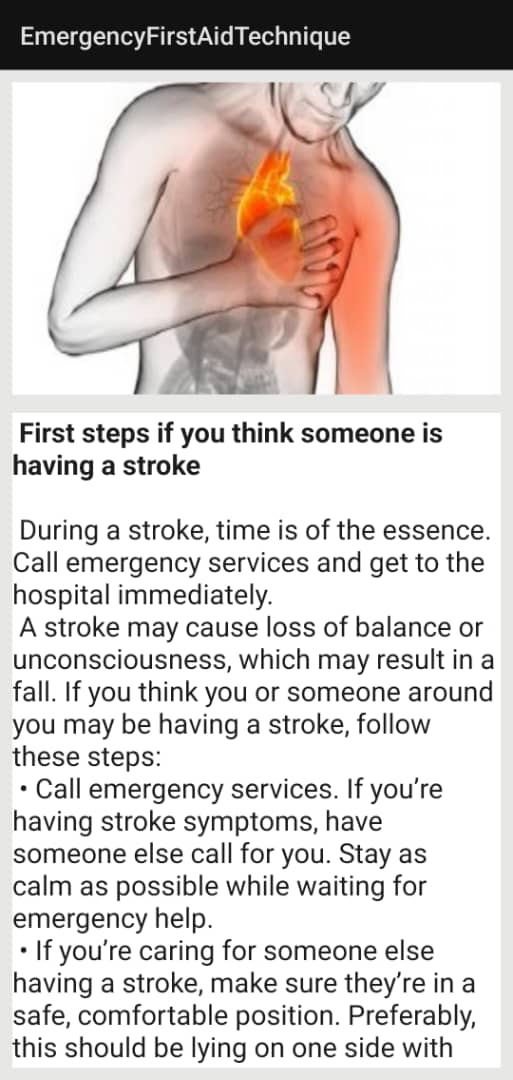 EmergencyFirstAidTechnique
First steps if you think someone is
having a stroke
During a stroke, time is of the essence.
Call emergency services and get to the
hospital immediately.
A stroke may cause loss of balance or
unconsciousness, which may result in a
fall. If you think you or someone around
you may be having a stroke, follow
these steps:
• Call emergency services. If you’re
having stroke symptoms, have
someone else call for you. Stay as
calm as possible while waiting for
emergency help.
• If you’re caring for someone else
having a stroke, make sure they’re in a
safe, comfortable position. Preferably,
this should be lying on one side with